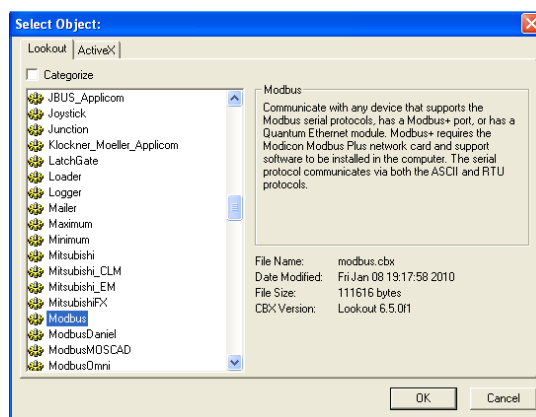 Select Object:
Lookout
ActiveX
Categorize
JBUS_Applicom
Joystick
Junction
Klockner_Moeller_Applicom
LatchGate
Loader
Logger
Mailer
Maximum
Minimum
Mitsubishi
Mitsubishi_CLM
Mitsubishi_EM
MitsubishiFX
Modbus
ModbusDaniel
ModbusMOSCAD
ModbusOmni
Modbus
Communicate with any device that supports the
Modbus serial protocols, has a Modbus+ port, or has a
Quantum Ethernet module. Modbus+ requires the
Modicon Modbus Plus network card and support
software to be installed in the computer. The serial
protocol communicates via both the ASCII and RTU
protocols.
File Name: modbus.cbx
Date Modified: Fri Jan 08 19:17:58 2010
File Size: 111616 bytes
CBX Version: Lookout 6.5.0f1
OK
Cancel